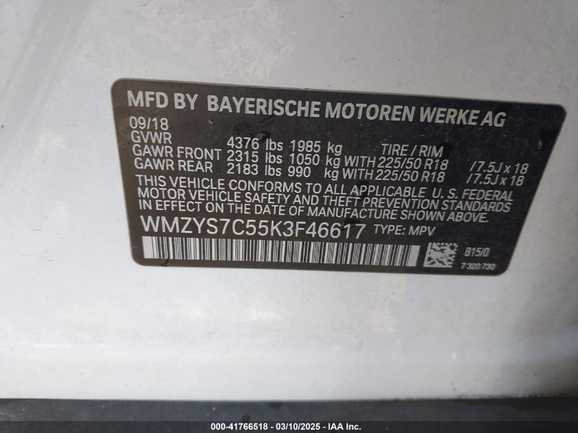 MFD BY BAYERISCHE MOTOREN WERKE AG
09/18
GVWR 4376 lbs 1985 kg TIRE / RIM
GAWR FRONT 2315 lbs 1050 kg WITH 225/50 R18 /7.5J x 18
GAWR REAR 2183 lbs 990 kg WITH 225/50 R18 /7.5J x 18
THIS VEHICLE CONFORMS TO ALL APPLICABLE U. S. FEDERAL
MOTOR VEHICLE SAFETY AND THEFT PREVENTION STANDARDS
IN EFFECT ON THE DATE OF MANUFACTURE SHOWN ABOVE.
WMZYS7C55K3F46617 TYPE: MPV
B15/0
7 300 730
000-41766518 - 03/10/2025 - IAA Inc.